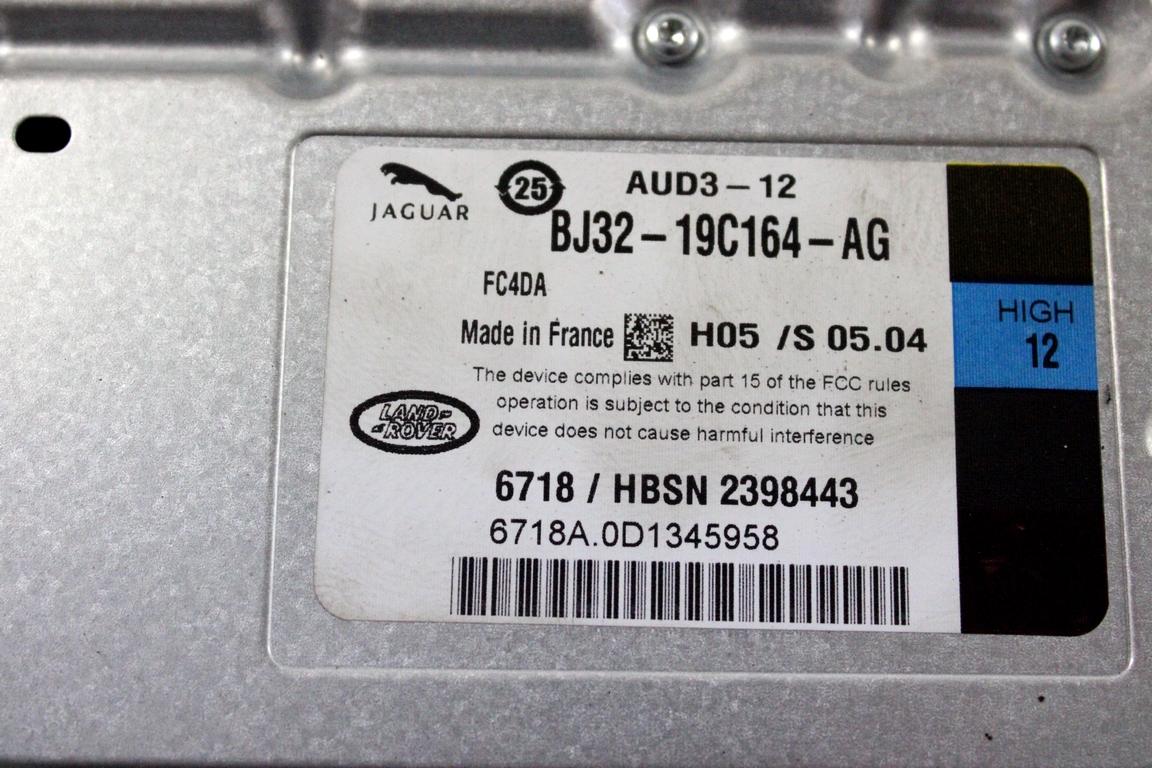 JAGUAR
25
AUD3-12
BJ32-19C164-AG
FC4DA
Made in France H05 /S 05.04
HIGH
12
The device complies with part 15 of the FCC rules
operation is subject to the condition that this
device does not cause harmful interference
LAND-
-ROVER
6718 / HBSN 2398443
6718A.0D1345958